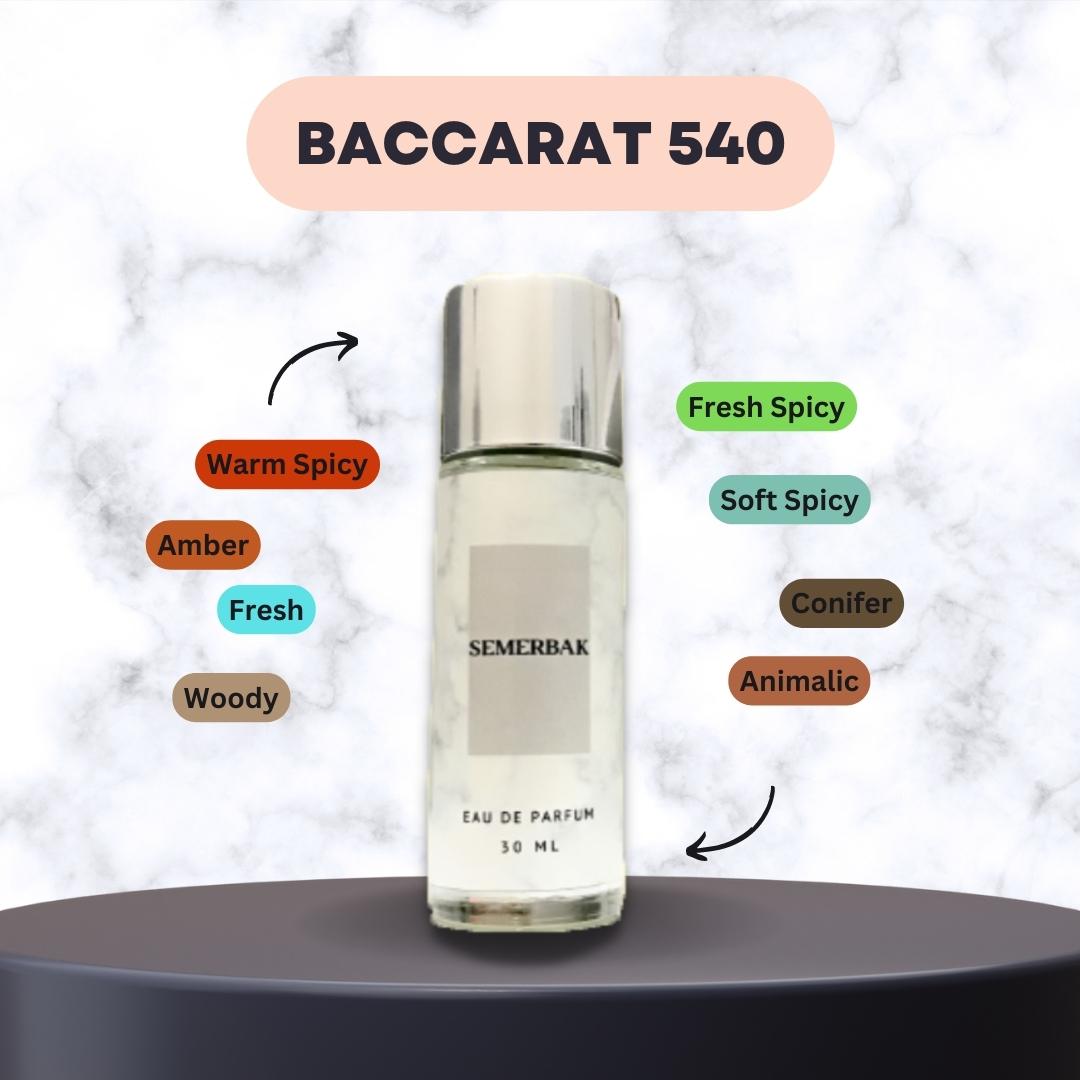 BACCARAT 540
Warm Spicy
Amber
Fresh
Woody
Fresh Spicy
Soft Spicy
Conifer
Animalic
SEMERBAK
EAU DE PARFUM
30 ML